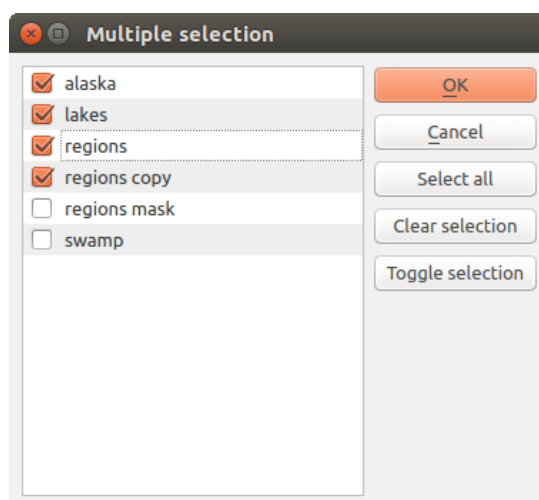 Multiple selection
alaska
lakes
regions
regions copy
regions mask
swamp
OK
Cancel
Select all
Clear selection
Toggle selection